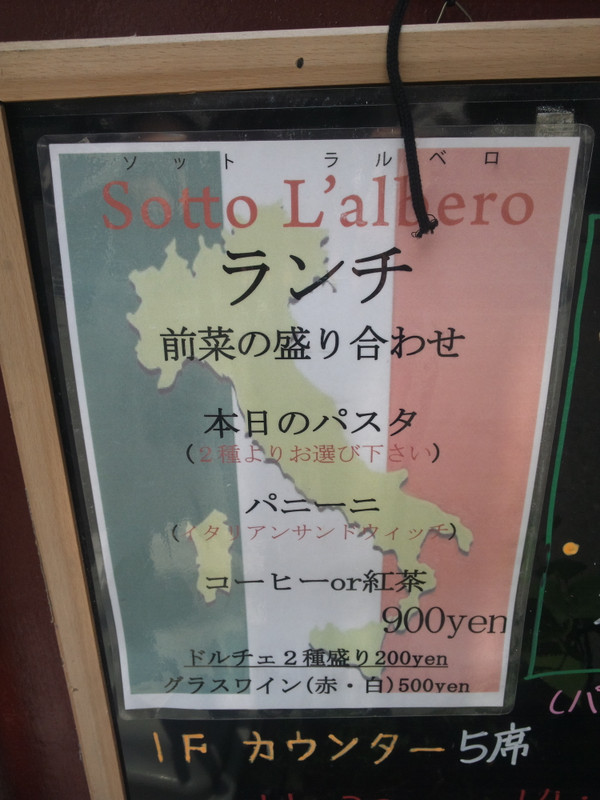 ソット ラルベロ
Sotto L'albero
ランチ
前菜の盛り合わせ
本日のパスタ
(2種よりお選び下さい)
パニーニ
(イタリアンサンドウィッチ)
コーヒーor紅茶
900yen
ドルチェ2種盛り200yen
グラスワイン(赤・白)500yen
1F カウンター5席